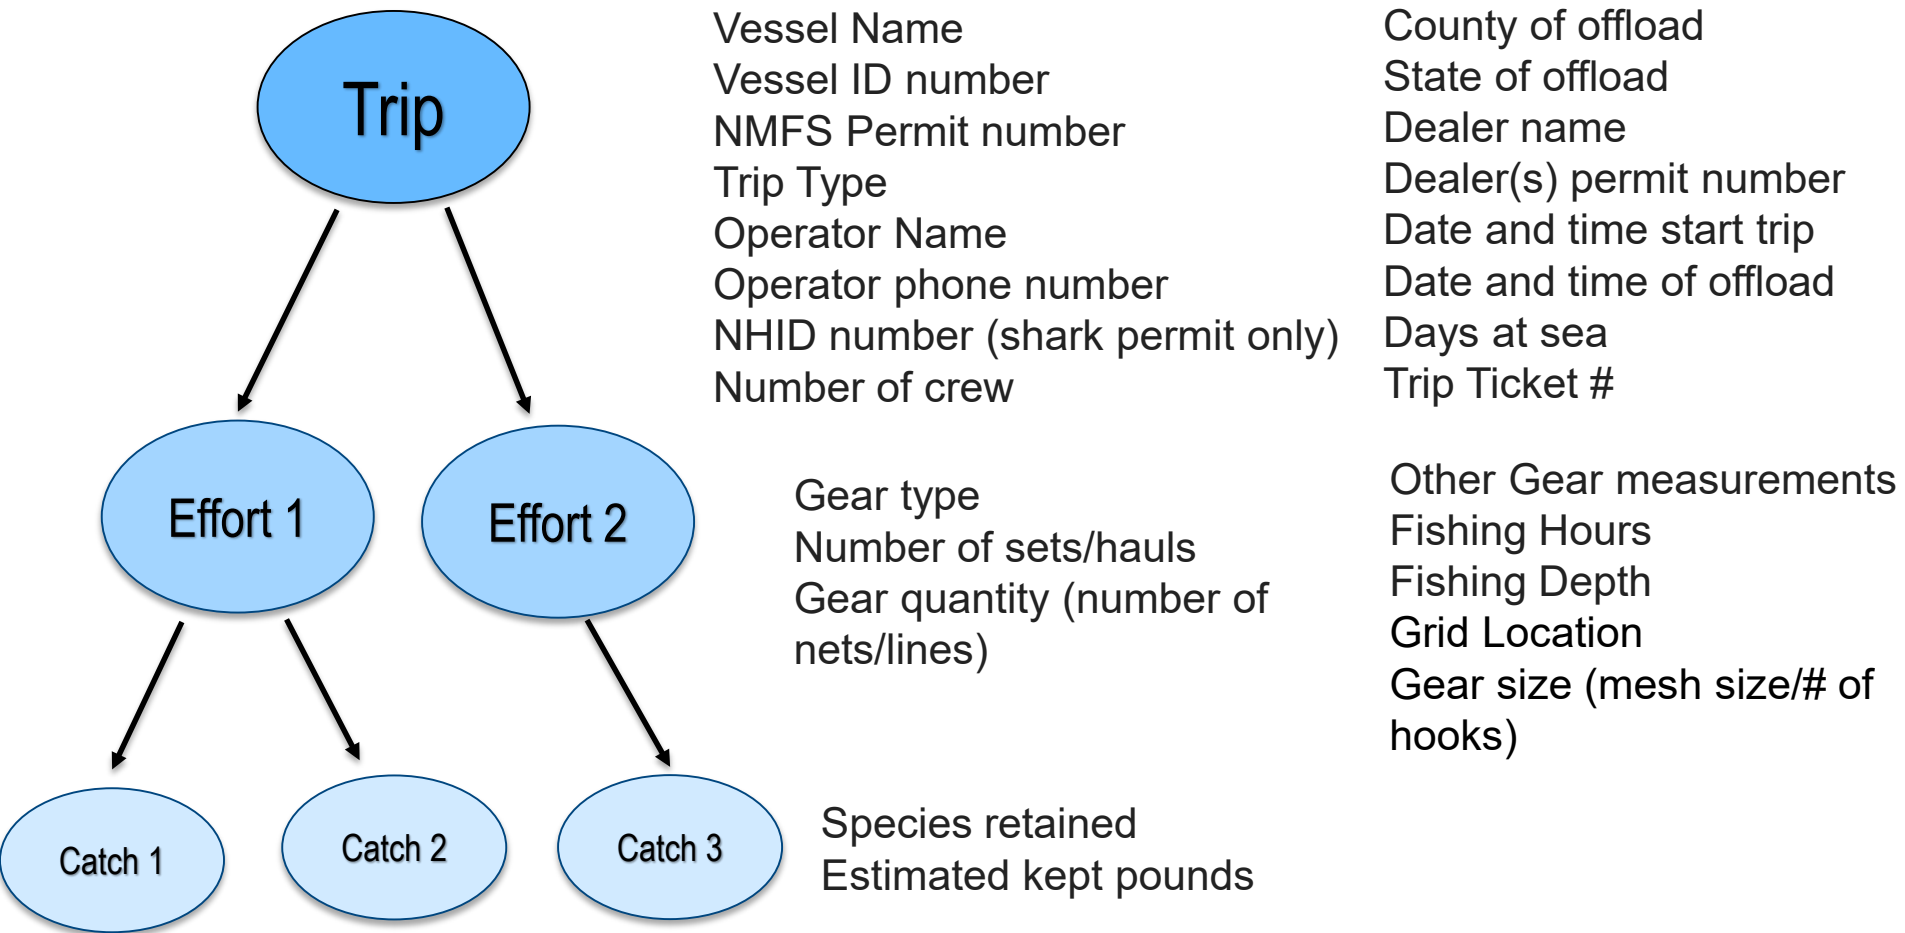 Trip
Vessel Name
Vessel ID number
NMFS Permit number
Trip Type
Operator Name
Operator phone number
NHID number (shark permit only)
Number of crew
County of offload
State of offload
Dealer name
Dealer(s) permit number
Date and time start trip
Date and time of offload
Days at sea
Trip Ticket #
Effort 1
Effort 2
Gear type
Number of sets/hauls
Gear quantity (number of
nets/lines)
Other Gear measurements
Fishing Hours
Fishing Depth
Grid Location
Gear size (mesh size/# of
hooks)
Catch 1
Catch 2
Catch 3
Species retained
Estimated kept pounds